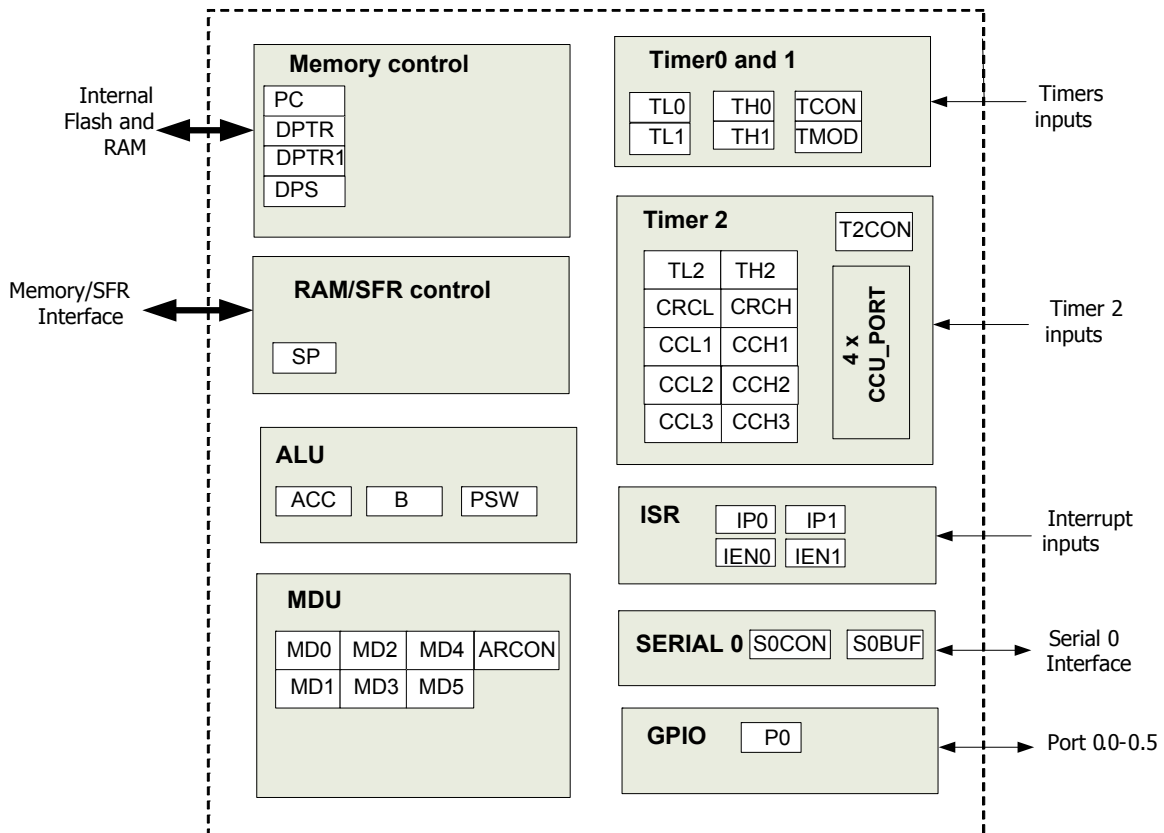 Memory control
PC
DPTR
DPTR1
DPS
Internal
Flash and
RAM
RAM/SFR control
SP
Memory/SFR
Interface
ALU
ACC B PSW
MDU
MD0 MD2 MD4 ARCON
MD1 MD3 MD5
Timer0 and 1
TL0 TH0 TCON
TL1 TH1 TMOD
Timers
inputs
Timer 2
T2CON
TL2 TH2
CRCL CRCH
CCL1 CCH1
CCL2 CCH2
CCL3 CCH3
4 x
CCU_PORT
Timer 2
inputs
ISR
IP0 IP1
IEN0 IEN1
Interrupt
inputs
SERIAL 0 S0CON S0BUF
Serial 0
Interface
GPIO P0
Port 0.0-0.5